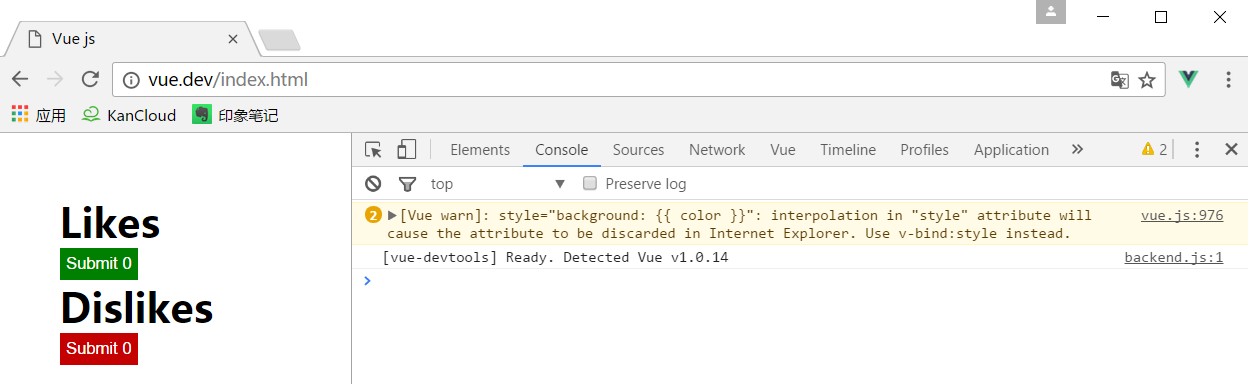 Vue js
vue.dev/index.html
应用 KanCloud 印象笔记
Elements Console Sources Network Vue Timeline Profiles Application 2
top Preserve log
Likes
Submit 0
Dislikes
Submit 0
2 [Vue warn]: style="background: {{ color }}": interpolation in "style" attribute will vue.js:976
cause the attribute to be discarded in Internet Explorer. Use v-bind:style instead.
[vue-devtools] Ready. Detected Vue v1.0.14 backend.js:1